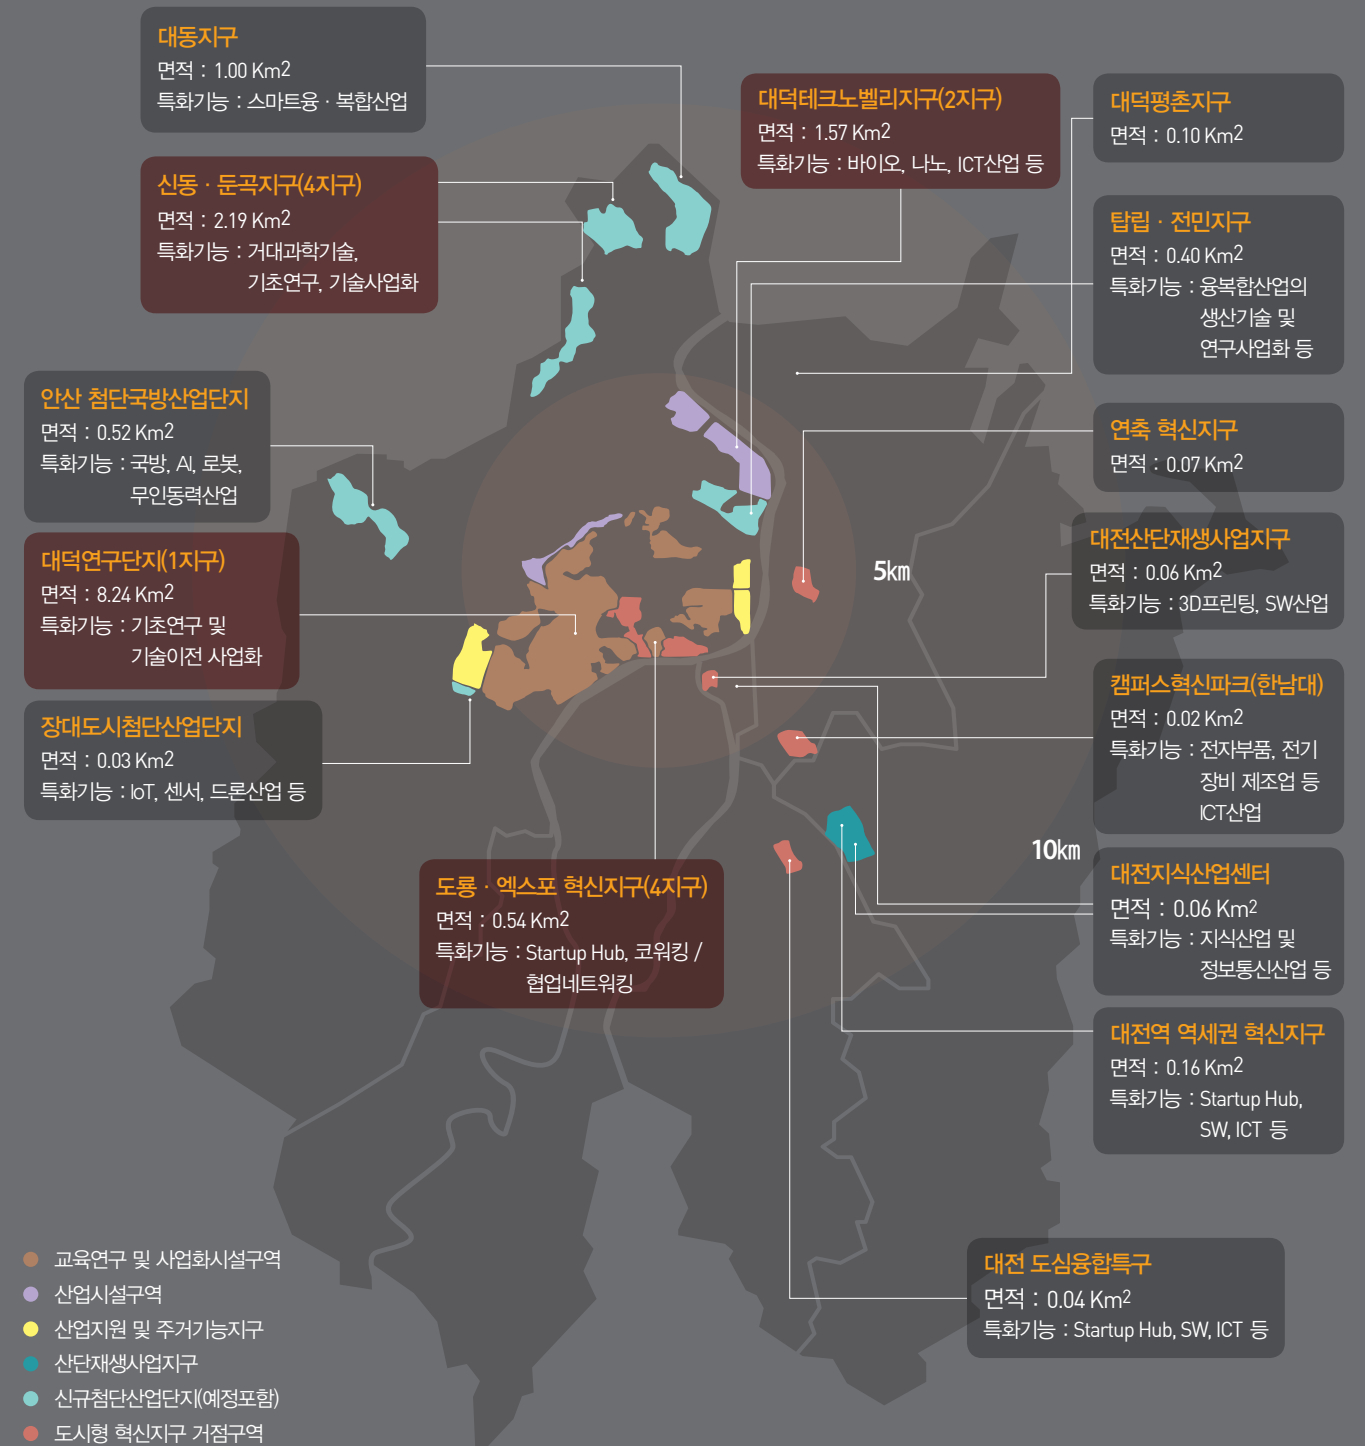 대동지구
면적 : 1.00 Km2
특화기능 : 스마트융 · 복합산업
신동 · 둔곡지구(4지구)
면적 : 2.19 Km2
특화기능 : 거대과학기술,
기초연구, 기술사업화
대덕테크노벨리지구(2지구)
면적 : 1.57 Km2
특화기능 : 바이오, 나노, ICT산업 등
대덕평촌지구
면적 : 0.10 Km2
탑립 · 전민지구
면적 : 0.40 Km2
특화기능 : 융복합산업의
생산기술 및
연구사업화 등
안산 첨단국방산업단지
면적 : 0.52 Km2
특화기능 : 국방, AI, 로봇,
무인동력산업
연축 혁신지구
면적 : 0.07 Km2
대덕연구단지(1지구)
면적 : 8.24 Km2
특화기능 : 기초연구 및
기술이전 사업화
5km
대전산단재생사업지구
면적 : 0.06 Km2
특화기능 : 3D프린팅, SW산업
장대도시첨단산업단지
면적 : 0.03 Km2
특화기능 : IoT, 센서, 드론산업 등
캠퍼스혁신파크(한남대)
면적 : 0.02 Km2
특화기능 : 전자부품, 전기
장비 제조업 등
ICT산업
10km
도룡 · 엑스포 혁신지구(4지구)
면적 : 0.54 Km2
특화기능 : Startup Hub, 코워킹 /
협업네트워킹
대전지식산업센터
면적 : 0.06 Km2
특화기능 : 지식산업 및
정보통신산업 등
대전역 역세권 혁신지구
면적 : 0.16 Km2
특화기능 : Startup Hub,
SW, ICT 등
대전 도심융합특구
면적 : 0.04 Km2
특화기능 : Startup Hub, SW, ICT 등
교육연구 및 사업화시설구역
산업시설구역
산업지원 및 주거기능지구
산단재생사업지구
신규첨단산업단지(예정포함)
도시형 혁신지구 거점구역